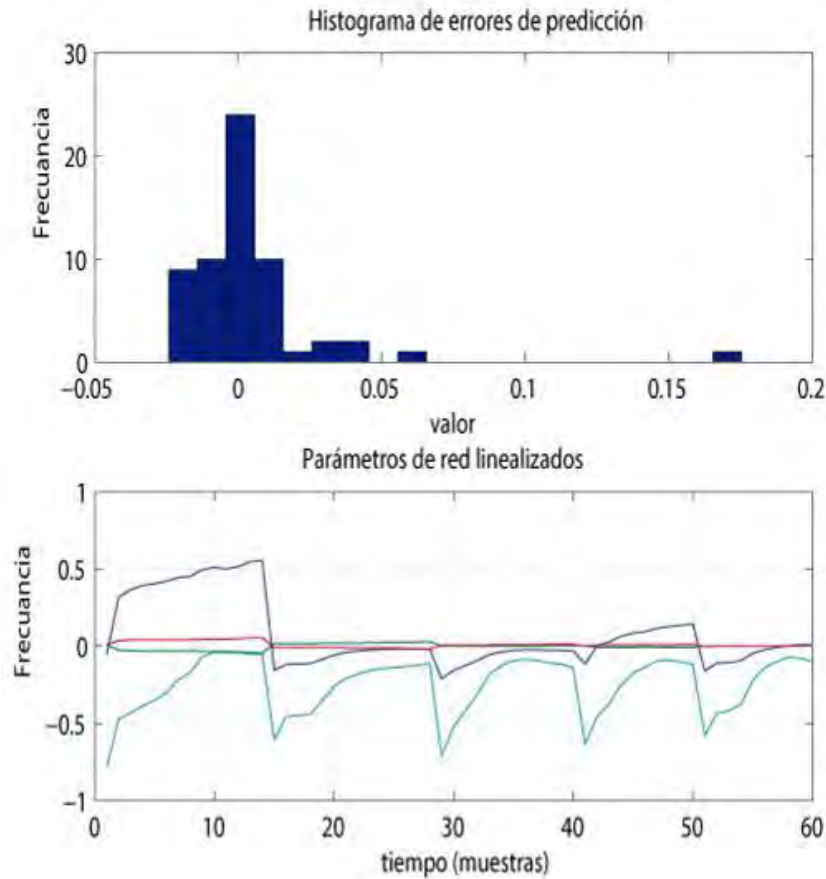 Histograma de errores de predicción
30
20
10
0
Frecuancia
−0.05 0 0.05 0.1 0.15 0.2
valor
Parámetros de red linealizados
1
0.5
0
−0.5
−1
Frecuancia
0 10 20 30 40 50 60
tiempo (muestras)